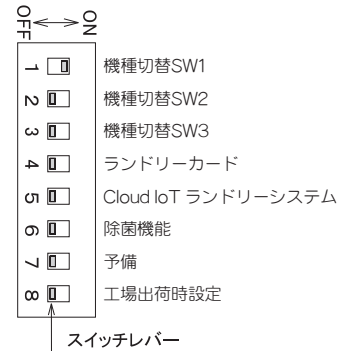 OFF ON
1 機種切替SW1
2 機種切替SW2
3 機種切替SW3
4 ランドリーカード
5 Cloud IoT ランドリーシステム
6 除菌機能
7 予備
8 工場出荷時設定
スイッチレバー